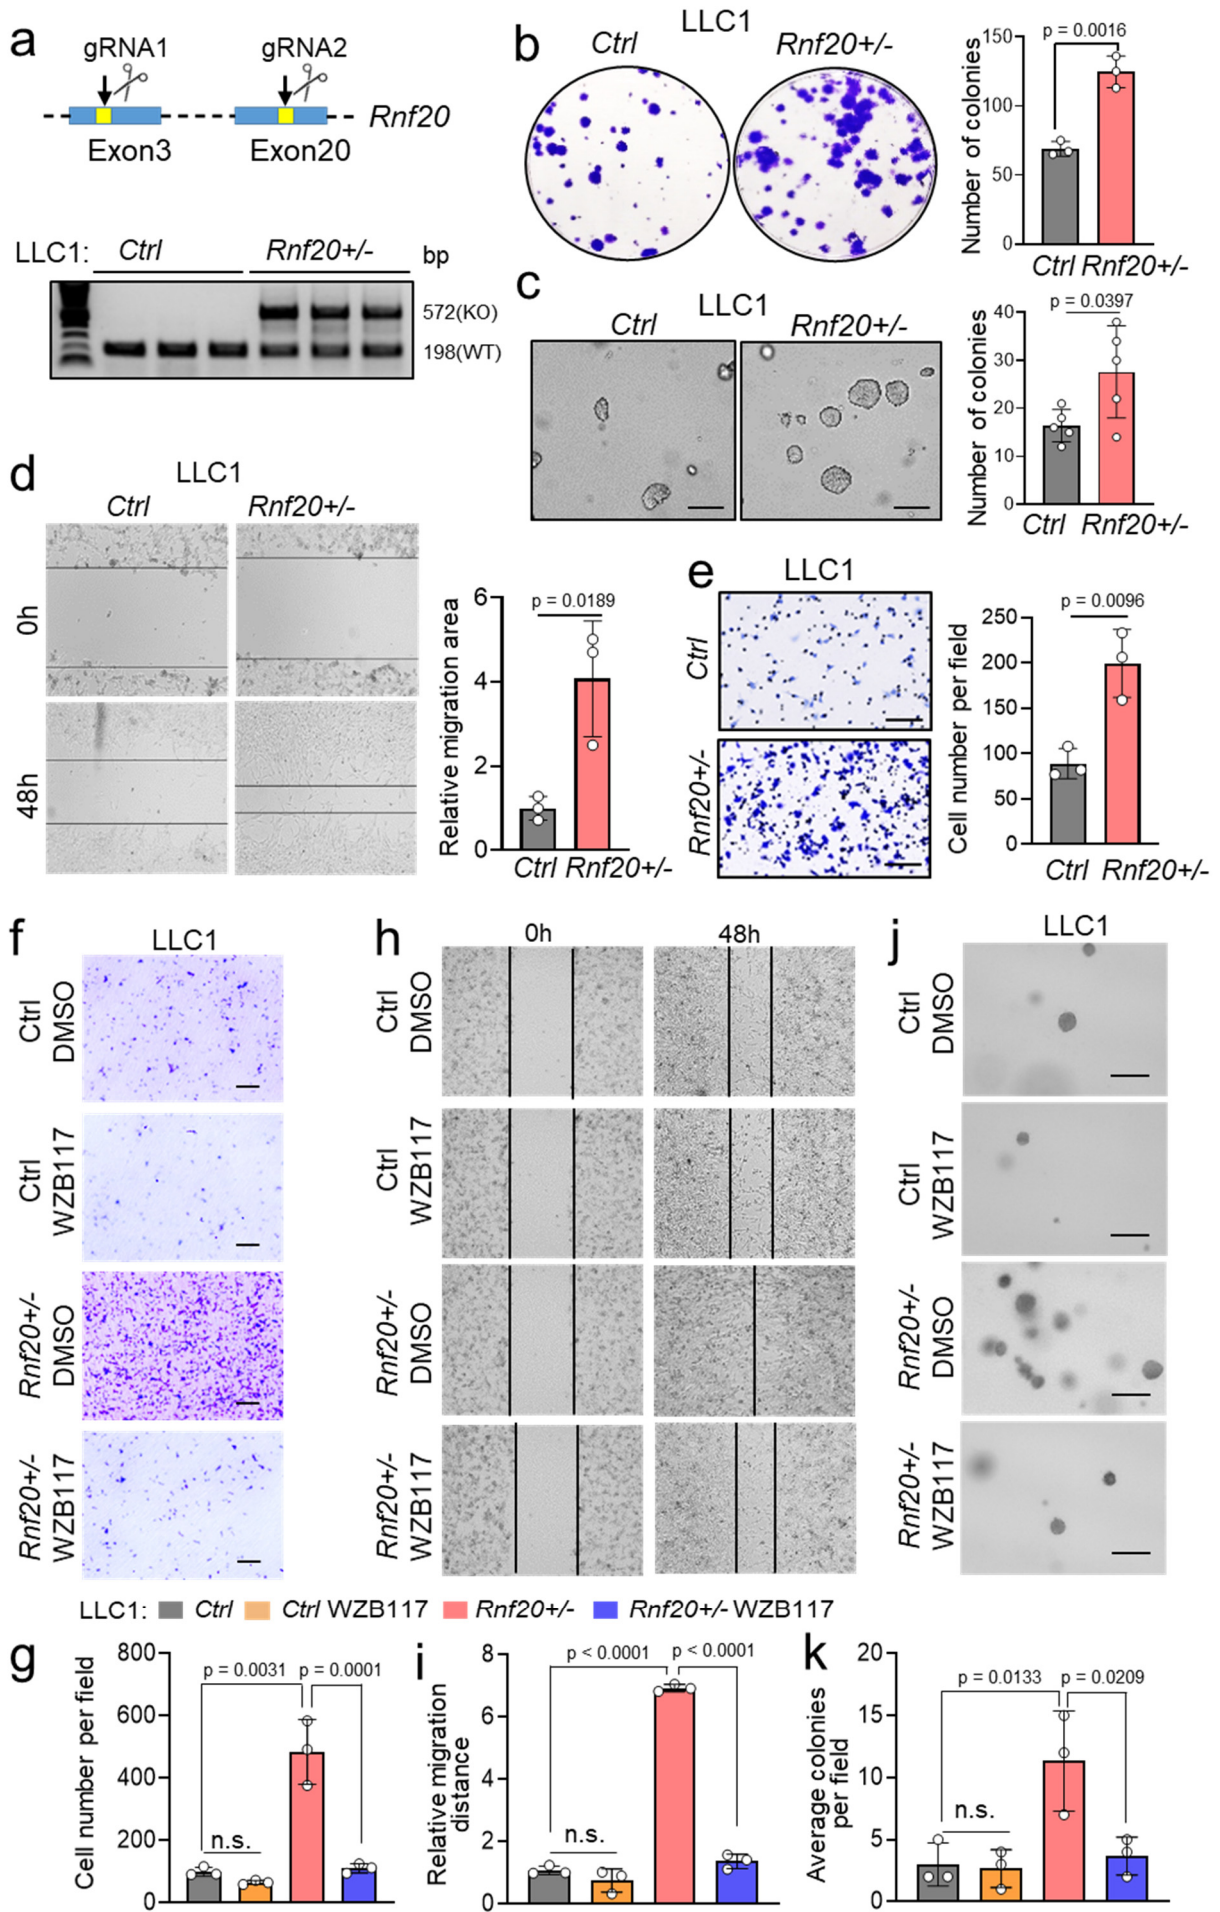 a
gRNA1 gRNA2
Rnf20
Exon3 Exon20
LLC1: Ctrl Rnf20+/- bp
572(KO)
198(WT)
b
LLC1
Ctrl Rnf20+/-
Number of colonies
150
100
50
0
p = 0.0016
Ctrl Rnf20+/-
c
LLC1
Ctrl Rnf20+/-
Number of colonies
40
30
20
10
0
p = 0.0397
Ctrl Rnf20+/-
d
LLC1
Ctrl Rnf20+/-
0h
48h
Relative migration area
6
4
2
0
p = 0.0189
Ctrl Rnf20+/-
e
LLC1
Ctrl
Rnf20+/-
Cell number per field
250
200
150
100
50
0
p = 0.0096
Ctrl Rnf20+/-
f
LLC1
Ctrl
DMSO
Ctrl
WZB117
Rnf20+/-
DMSO
Rnf20+/-
WZB117
h
0h 48h
Ctrl
DMSO
Ctrl
WZB117
Rnf20+/-
DMSO
Rnf20+/-
WZB117
j
LLC1
Ctrl
DMSO
Ctrl
WZB117
Rnf20+/-
DMSO
Rnf20+/-
WZB117
LLC1: Ctrl Ctrl WZB117 Rnf20+/- Rnf20+/- WZB117
g
Cell number per field
800
600
400
200
0
p = 0.0031 p = 0.0001
n.s.
i
Relative migration
distance
8
6
4
2
0
p < 0.0001 p < 0.0001
n.s.
k
Average colonies
per field
20
15
10
5
0
p = 0.0133 p = 0.0209
n.s.